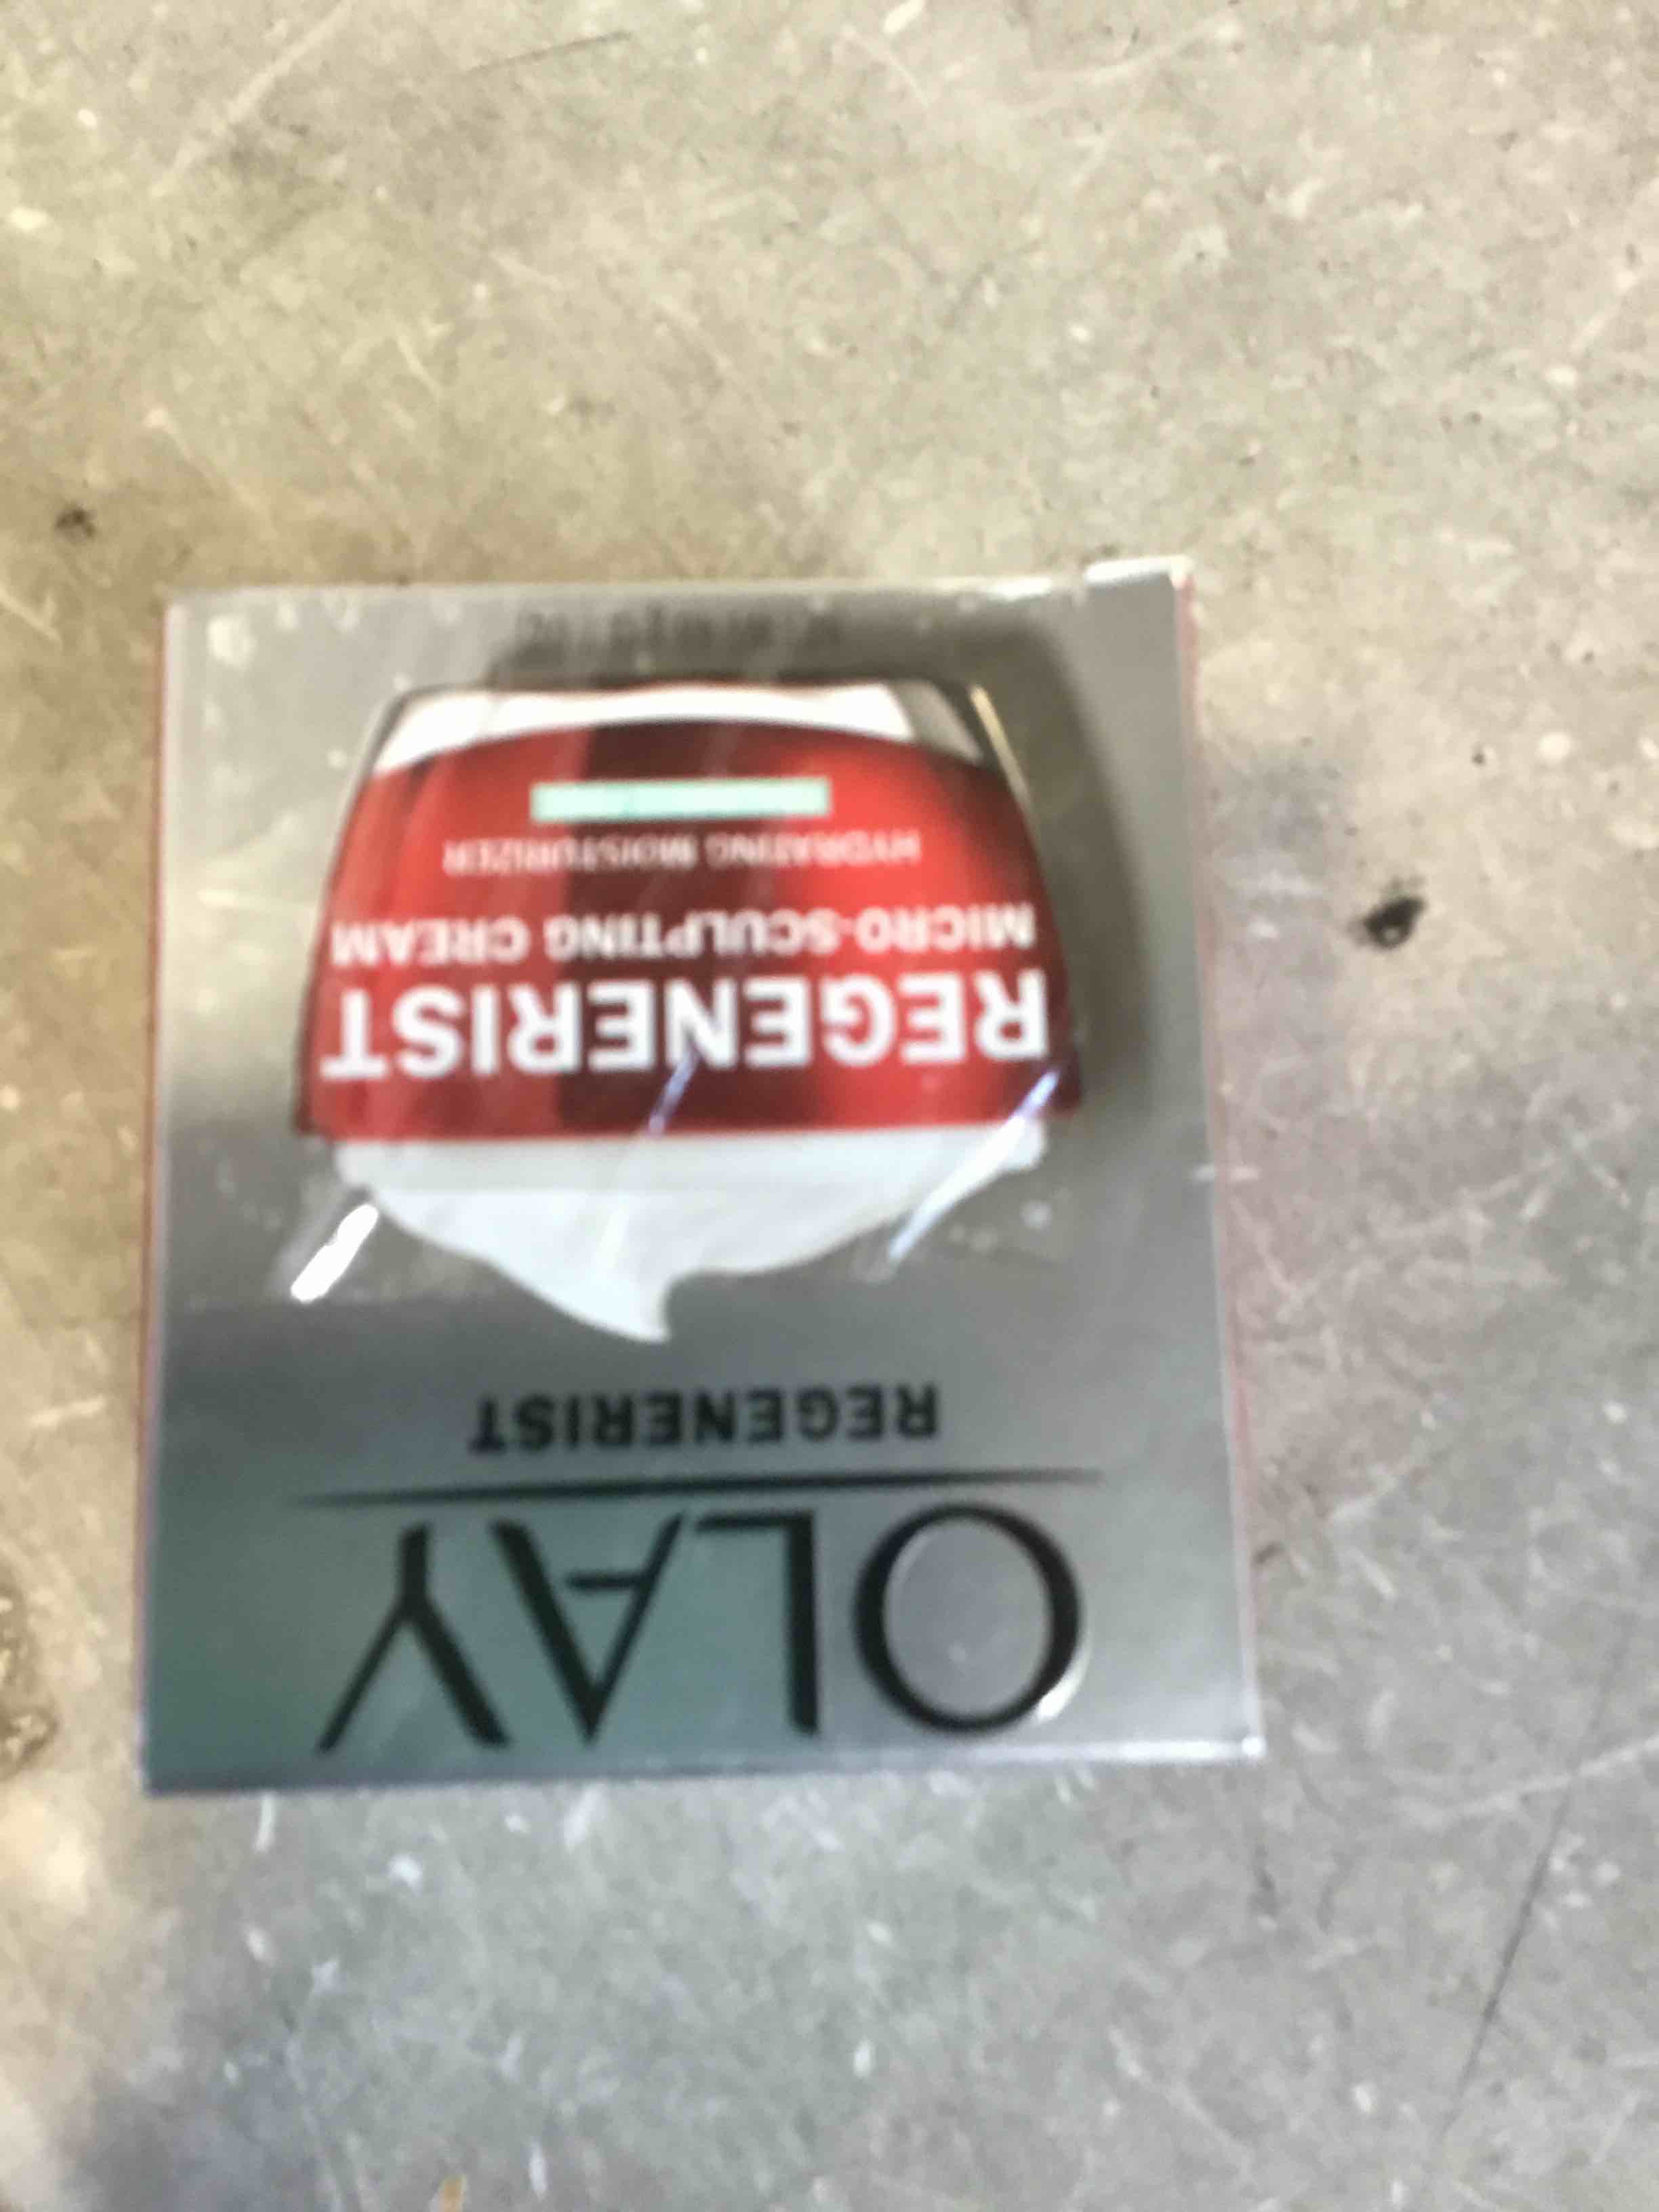 OLAY
REGENERIST
REGENERIST
MICRO-SCULPTING CREAM
HYDRATING MOISTURIZER